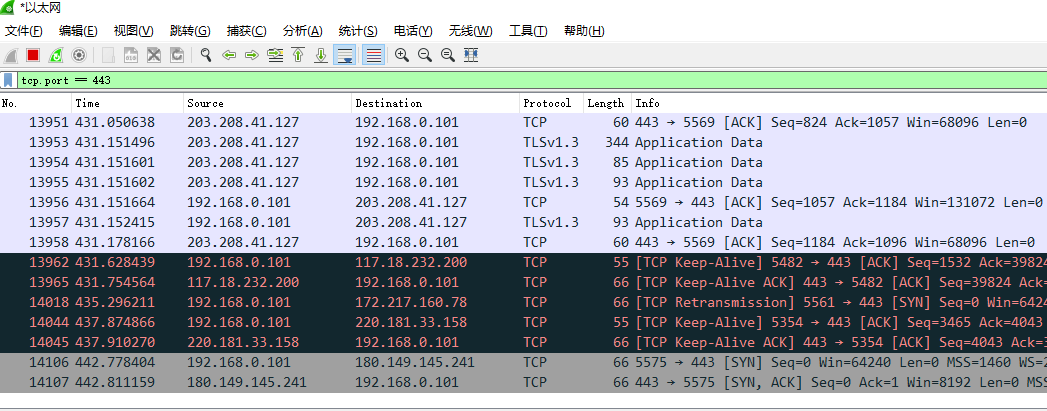 *以太网
文件(F) 编辑(E) 视图(V) 跳转(G) 捕获(C) 分析(A) 统计(S) 电话(Y) 无线(W) 工具(T) 帮助(H)
tcp.port == 443
No. Time Source Destination Protocol Length Info
13951 431.050638 203.208.41.127 192.168.0.101 TCP 60 443 → 5569 [ACK] Seq=824 Ack=1057 Win=68096 Len=0
13953 431.151496 203.208.41.127 192.168.0.101 TLSv1.3 344 Application Data
13954 431.151601 203.208.41.127 192.168.0.101 TLSv1.3 85 Application Data
13955 431.151602 203.208.41.127 192.168.0.101 TLSv1.3 93 Application Data
13956 431.151664 192.168.0.101 203.208.41.127 TCP 54 5569 → 443 [ACK] Seq=1057 Ack=1184 Win=131072 Len=0
13957 431.152415 192.168.0.101 203.208.41.127 TLSv1.3 93 Application Data
13958 431.178166 203.208.41.127 192.168.0.101 TCP 60 443 → 5569 [ACK] Seq=1184 Ack=1096 Win=68096 Len=0
13962 431.628439 192.168.0.101 117.18.232.200 TCP 55 [TCP Keep-Alive] 5482 → 443 [ACK] Seq=1532 Ack=39824
13965 431.754564 117.18.232.200 192.168.0.101 TCP 66 [TCP Keep-Alive ACK] 443 → 5482 [ACK] Seq=39824 Ack=
14018 435.296211 192.168.0.101 172.217.160.78 TCP 66 [TCP Retransmission] 5561 → 443 [SYN] Seq=0 Win=6424
14044 437.874866 192.168.0.101 220.181.33.158 TCP 55 [TCP Keep-Alive] 5354 → 443 [ACK] Seq=3465 Ack=4043
14045 437.910270 220.181.33.158 192.168.0.101 TCP 66 [TCP Keep-Alive ACK] 443 → 5354 [ACK] Seq=4043 Ack=3
14106 442.778404 192.168.0.101 180.149.145.241 TCP 66 5575 → 443 [SYN] Seq=0 Win=64240 Len=0 MSS=1460 WS=2
14107 442.811159 180.149.145.241 192.168.0.101 TCP 66 443 → 5575 [SYN, ACK] Seq=0 Ack=1 Win=8192 Len=0 MSS